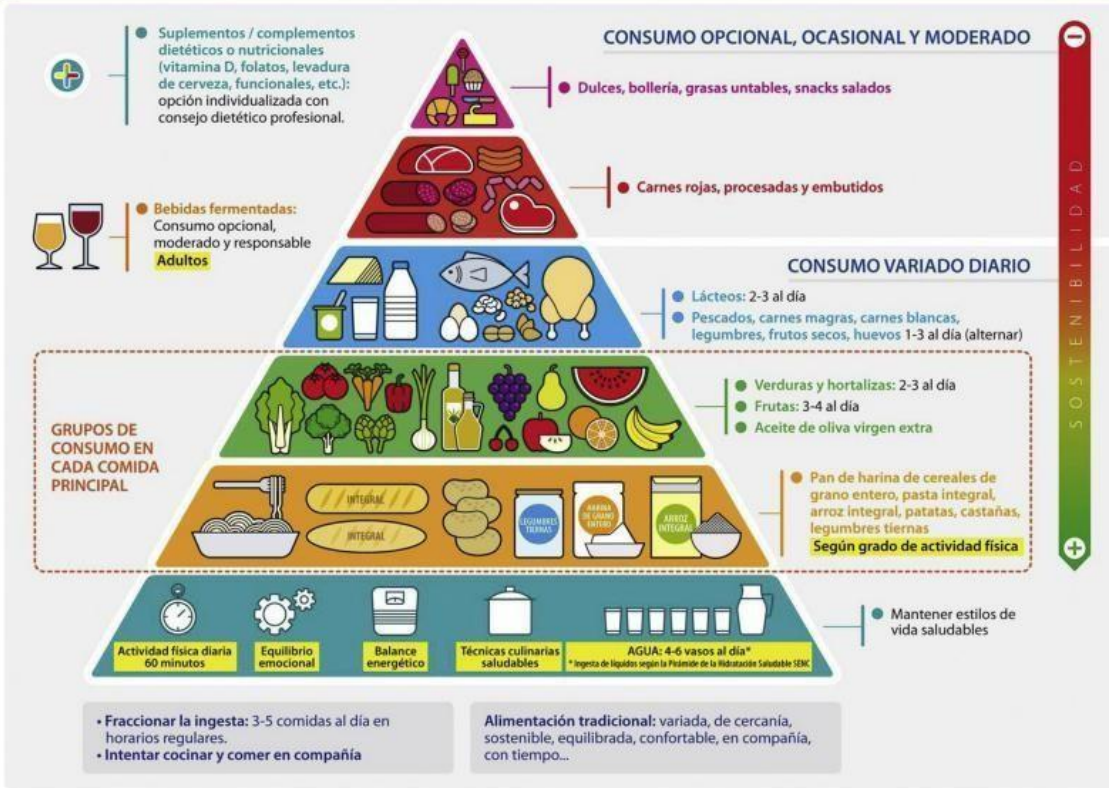 Suplementos / complementos
dietéticos o nutricionales
(vitamina D, folatos, levadura
de cerveza, funcionales, etc.):
opción individualizada con
consejo dietético profesional.
CONSUMO OPCIONAL, OCASIONAL Y MODERADO
Dulces, bollería, grasas untables, snacks salados
Carnes rojas, procesadas y embutidos
Bebidas fermentadas:
Consumo opcional,
moderado y responsable
Adultos
CONSUMO VARIADO DIARIO
Lácteos: 2-3 al día
Pescados, carnes magras, carnes blancas,
legumbres, frutos secos, huevos 1-3 al día (alternar)
SOSTENIBILIDAD
GRUPOS DE
CONSUMO EN
CADA COMIDA
PRINCIPAL
Verduras y hortalizas: 2-3 al día
Frutas: 3-4 al día
Aceite de oliva virgen extra
INTEGRAL
INTEGRAL
LEGUMBRES
TIERNAS
HARINA
DE GRANO
ENTERO
ARROZ
INTEGRAL
Pan de harina de cereales de
grano entero, pasta integral,
arroz integral, patatas, castañas,
legumbres tiernas
Según grado de actividad física
Actividad física diaria
60 minutos
Equilibrio
emocional
Balance
energético
Técnicas culinarias
saludables
AGUA: 4-6 vasos al día*
* Ingesta de líquidos según la Pirámide de la Hidratación Saludable SENC
Mantener estilos de
vida saludables
• Fraccionar la ingesta: 3-5 comidas al día en
horarios regulares.
• Intentar cocinar y comer en compañía
Alimentación tradicional: variada, de cercanía,
sostenible, equilibrada, confortable, en compañía,
con tiempo...